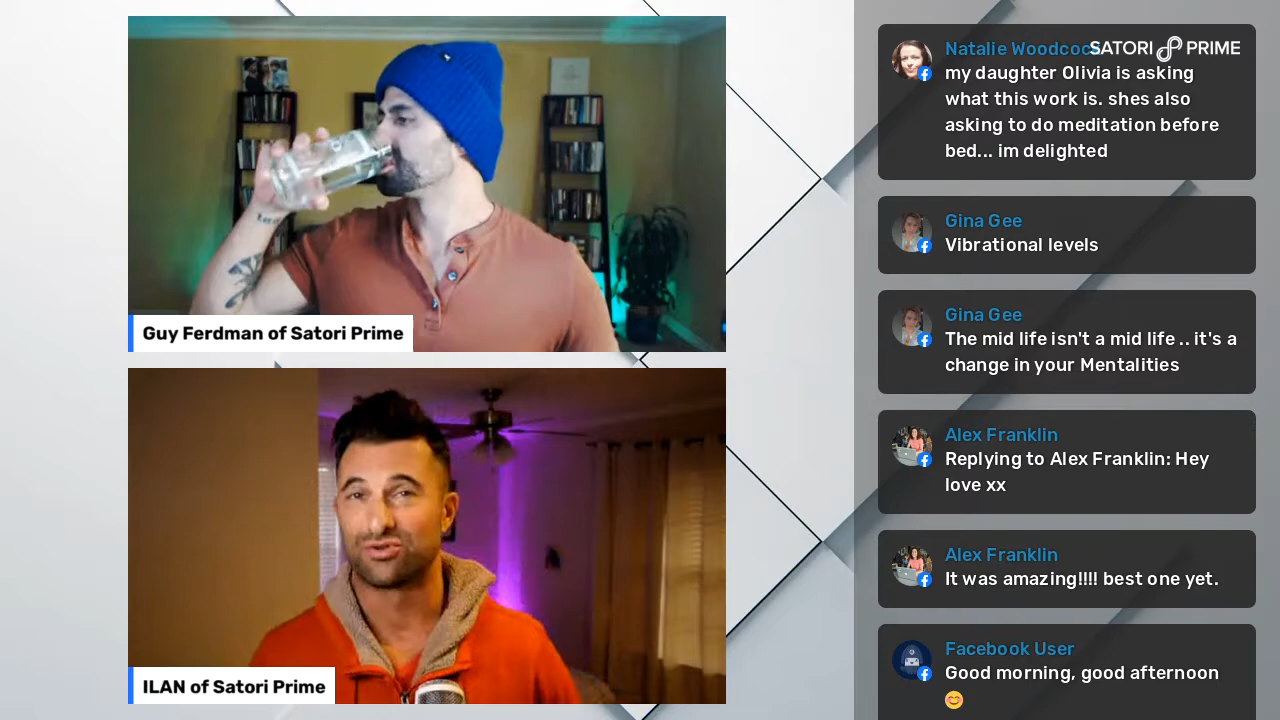 Guy Ferdman of Satori Prime
ILAN of Satori Prime
SATORI PRIME
Natalie Woodcock
my daughter Olivia is asking
what this work is. shes also
asking to do meditation before
bed... im delighted
Gina Gee
Vibrational levels
Gina Gee
The mid life isn't a mid life .. it's a
change in your Mentalities
Alex Franklin
Replying to Alex Franklin: Hey
love xx
Alex Franklin
It was amazing!!!! best one yet.
Facebook User
Good morning, good afternoon
😊